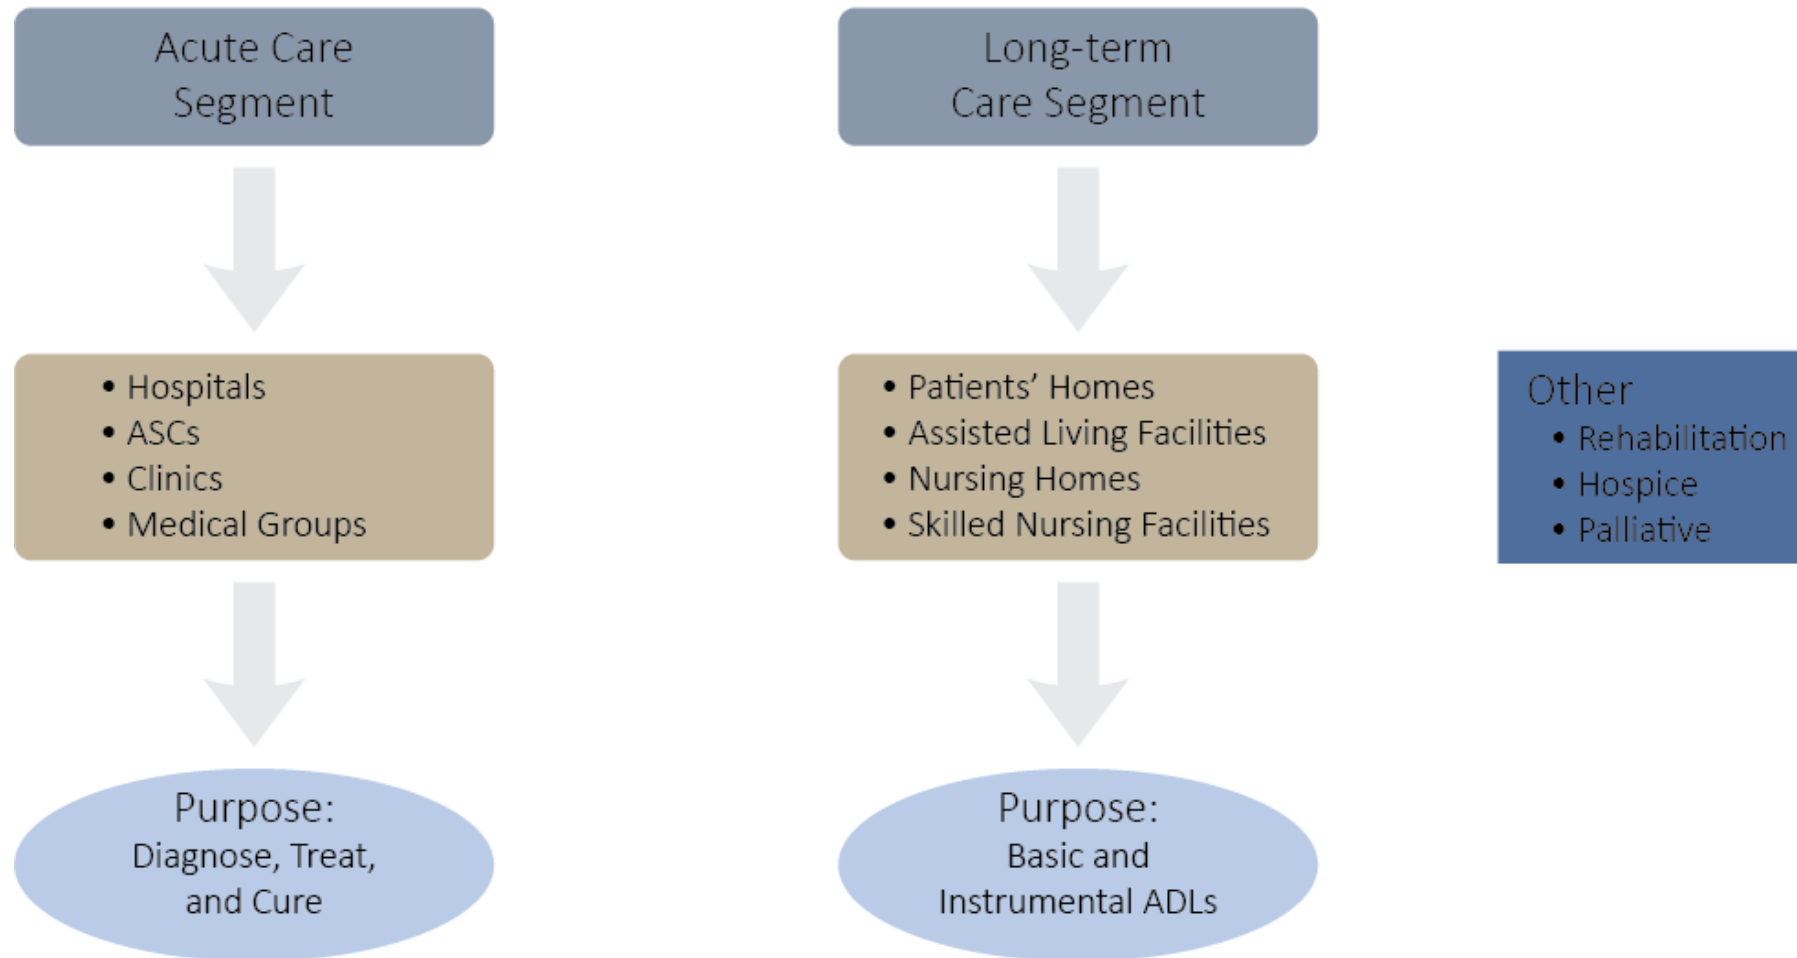 Acute Care
Segment
Long-term
Care Segment
• Hospitals
• ASCs
• Clinics
• Medical Groups
• Patients’ Homes
• Assisted Living Facilities
• Nursing Homes
• Skilled Nursing Facilities
Other
• Rehabilitation
• Hospice
• Palliative
Purpose:
Diagnose, Treat,
and Cure
Purpose:
Basic and
Instrumental ADLs